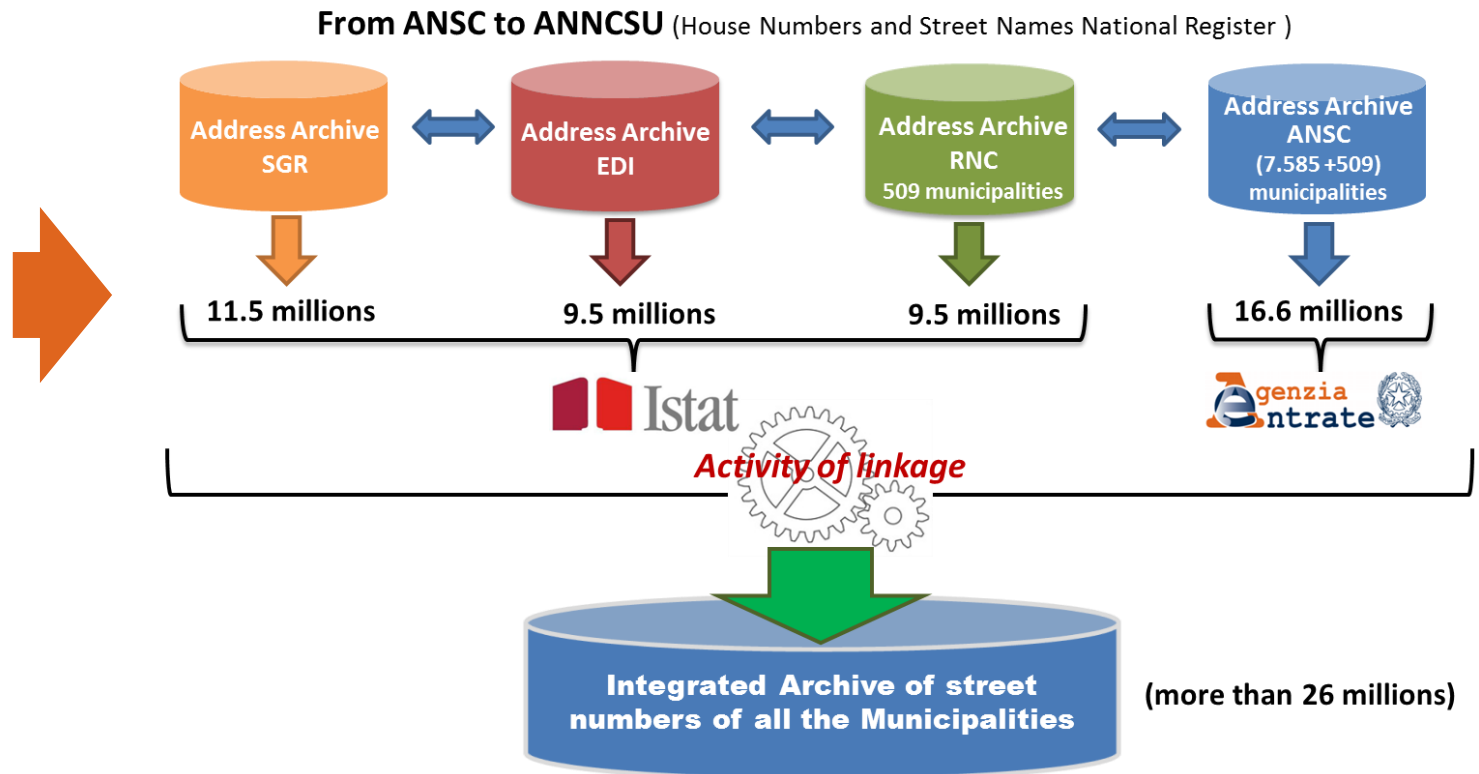 From ANSC to ANNCSU (House Numbers and Street Names National Register )
Address Archive
SGR
Address Archive
EDI
Address Archive
RNC
509 municipalities
Address Archive
ANSC
(7.585 +509)
municipalities
11.5 millions
9.5 millions
9.5 millions
16.6 millions
Istat
Agenzia
entrate
Activity of linkage
Integrated Archive of street
numbers of all the Municipalities
(more than 26 millions)